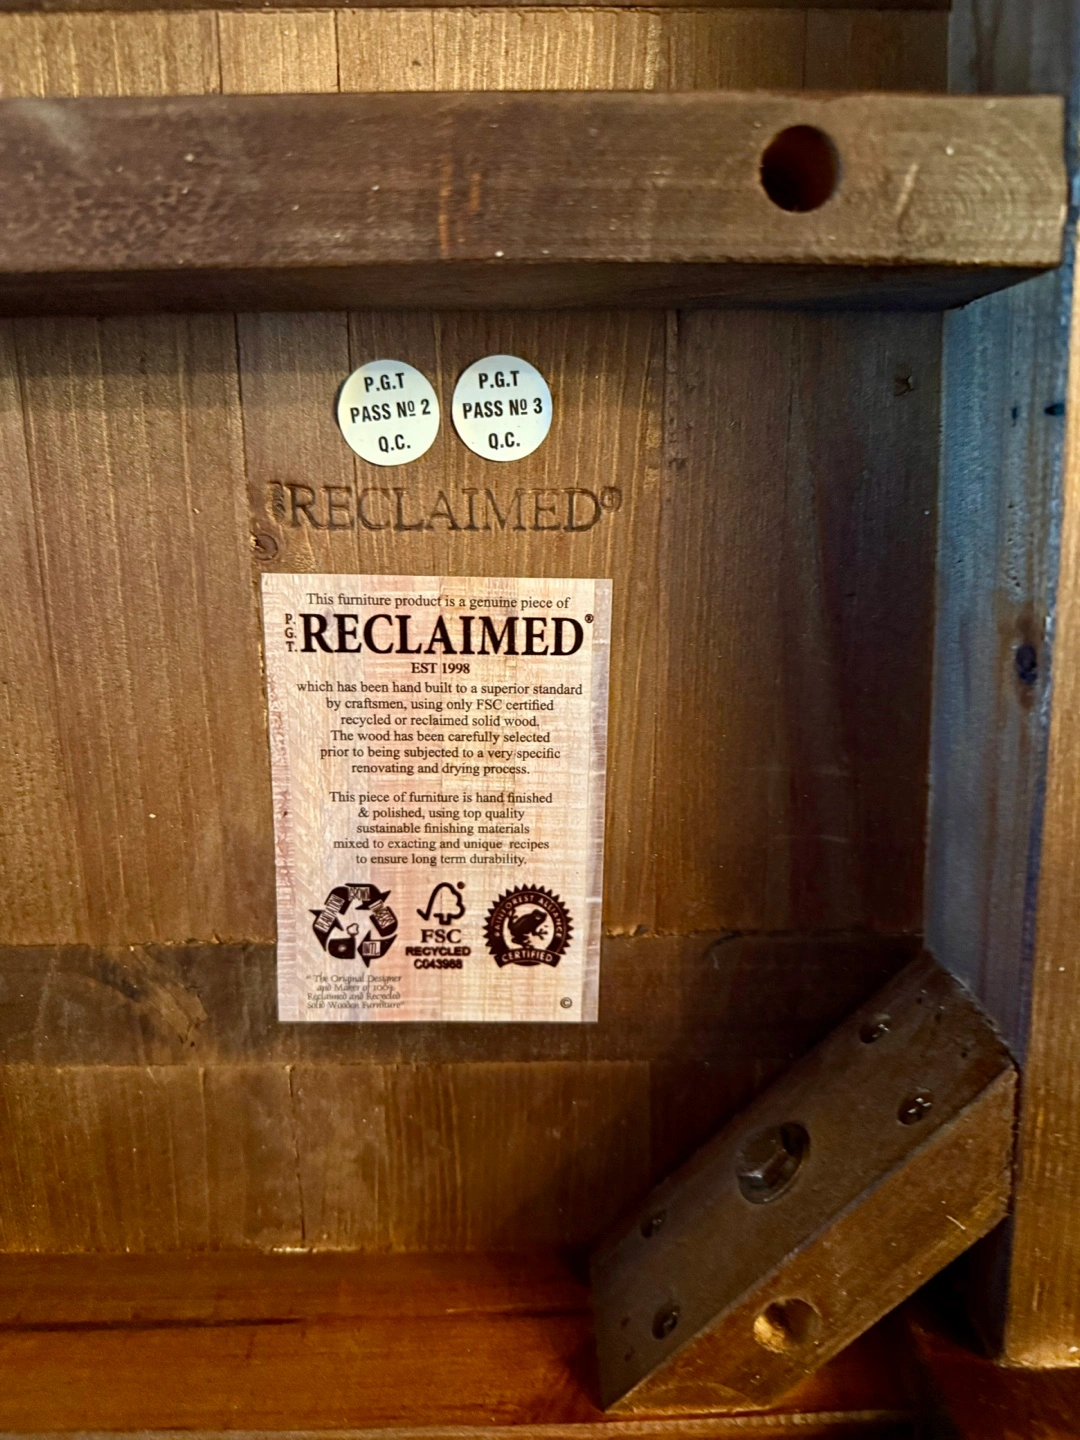 P.G.T
PASS Nº 2
Q.C.
P.G.T
PASS Nº 3
Q.C.
RECLAIMED®
This furniture product is a genuine piece of
P.G.T. RECLAIMED®
EST 1998
which has been hand built to a superior standard
by craftsmen, using only FSC certified
recycled or reclaimed solid wood.
The wood has been carefully selected
prior to being subjected to a very specific
renovating and drying process.
This piece of furniture is hand finished
& polished, using top quality
sustainable finishing materials
mixed to exacting and unique recipes
to ensure long term durability.
FSC
RECYCLED
C043968
RAINFOREST ALLIANCE
CERTIFIED
"The Original Designer
and Maker of 100%
Reclaimed and Recycled
Solid Wooden Furniture"
©